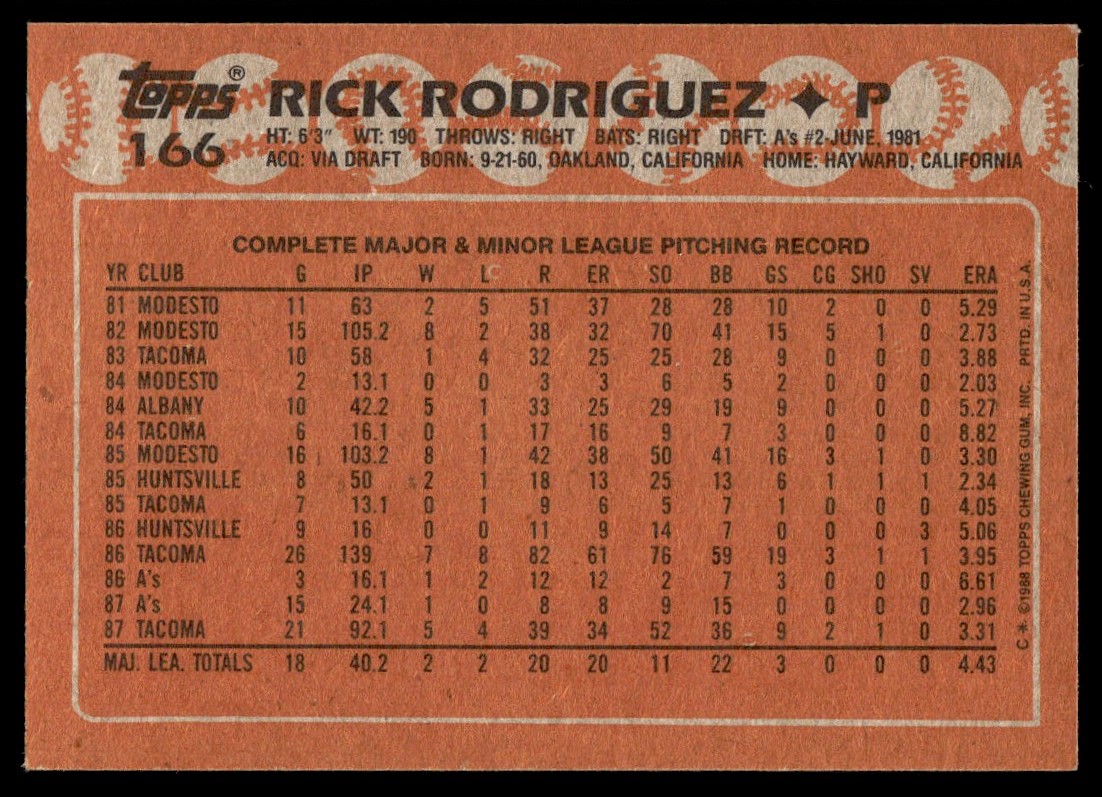 topps® RICK RODRIGUEZ ✦ P
166 HT: 6'3" WT: 190 THROWS: RIGHT BATS: RIGHT DRFT: A's #2-JUNE, 1981
ACQ: VIA DRAFT BORN: 9-21-60, OAKLAND, CALIFORNIA HOME: HAYWARD, CALIFORNIA
COMPLETE MAJOR & MINOR LEAGUE PITCHING RECORD
YR CLUB G IP W L R ER SO BB GS CG SHO SV ERA
81 MODESTO 11 63 2 5 51 37 28 28 10 2 0 0 5.29
82 MODESTO 15 105.2 8 2 38 32 70 41 15 5 1 0 2.73
83 TACOMA 10 58 1 4 32 25 25 28 9 0 0 0 3.88
84 MODESTO 2 13.1 0 0 3 3 6 5 2 0 0 0 2.03
84 ALBANY 10 42.2 5 1 33 25 29 19 9 0 0 0 5.27
84 TACOMA 6 16.1 0 1 17 16 9 7 3 0 0 0 8.82
85 MODESTO 16 103.2 8 1 42 38 50 41 16 3 1 0 3.30
85 HUNTSVILLE 8 50 2 1 18 13 25 13 6 1 1 1 2.34
85 TACOMA 7 13.1 0 1 9 6 5 7 1 0 0 0 4.05
86 HUNTSVILLE 9 16 0 0 11 9 14 7 0 0 0 3 5.06
86 TACOMA 26 139 7 8 82 61 76 59 19 3 1 1 3.95
86 A's 3 16.1 1 2 12 12 2 7 3 0 0 0 6.61
87 A's 15 24.1 1 0 8 8 9 15 0 0 0 0 2.96
87 TACOMA 21 92.1 5 4 39 34 52 36 9 2 1 0 3.31
MAJ. LEA. TOTALS 18 40.2 2 2 20 20 11 22 3 0 0 0 4.43
C * ©1988 TOPPS CHEWING GUM, INC. PRTD. IN U.S.A.